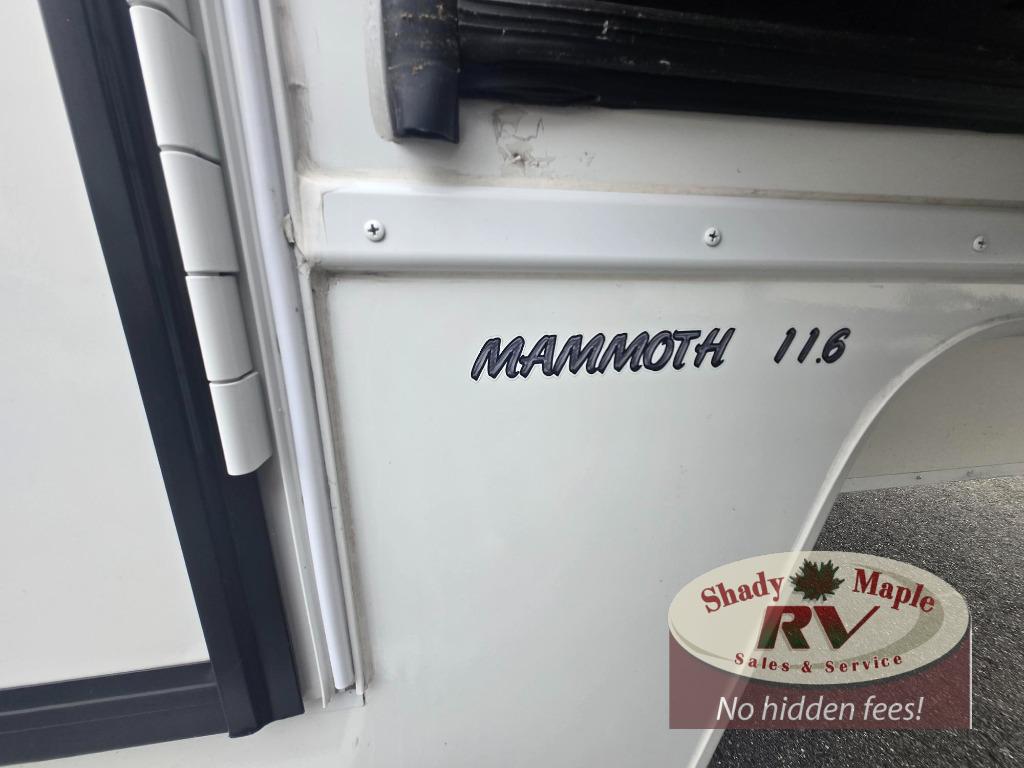 MAMMOTH 11.6
Shady Maple
RV
Sales & Service
No hidden fees!